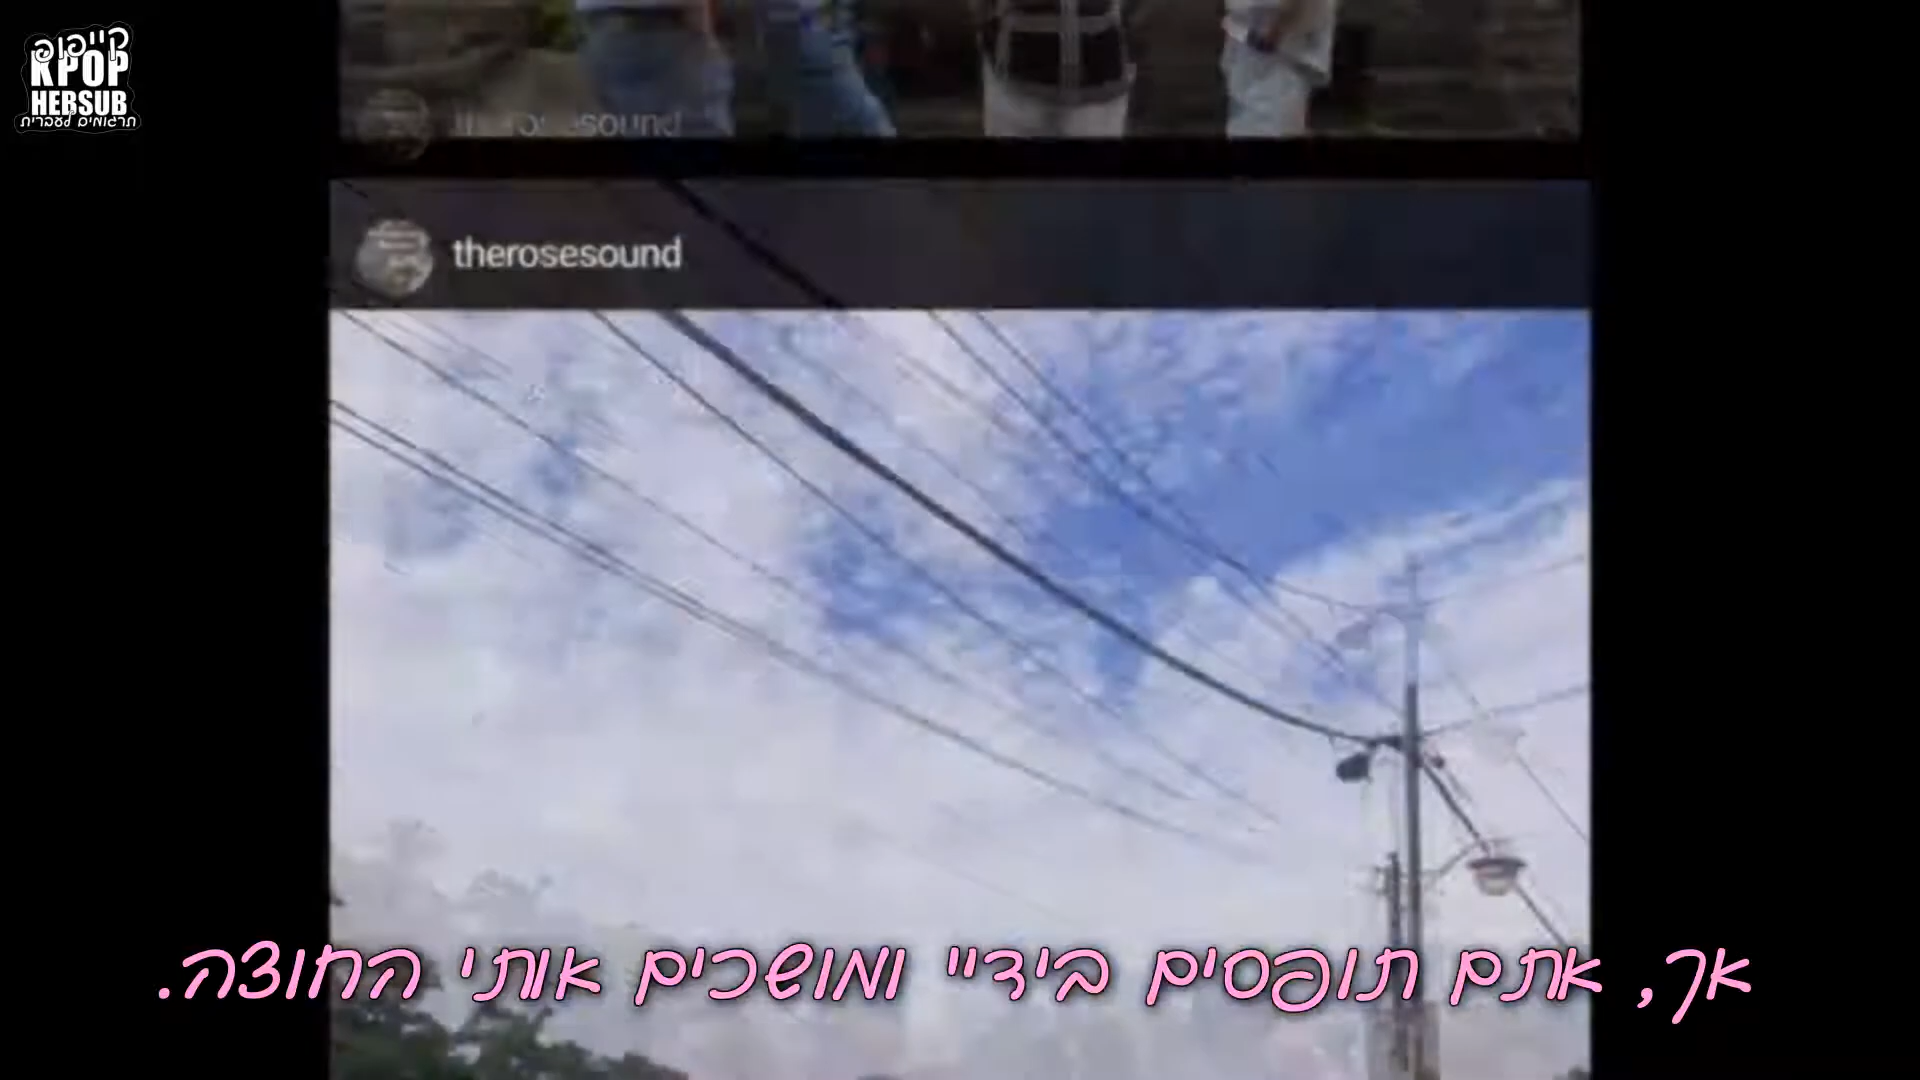 קייפופ
KPOP
HEBSUB
תרגומים לעברית
therosesound
therosesound
אך, אתם תופסים בידיי ומושכים אותי החוצה.